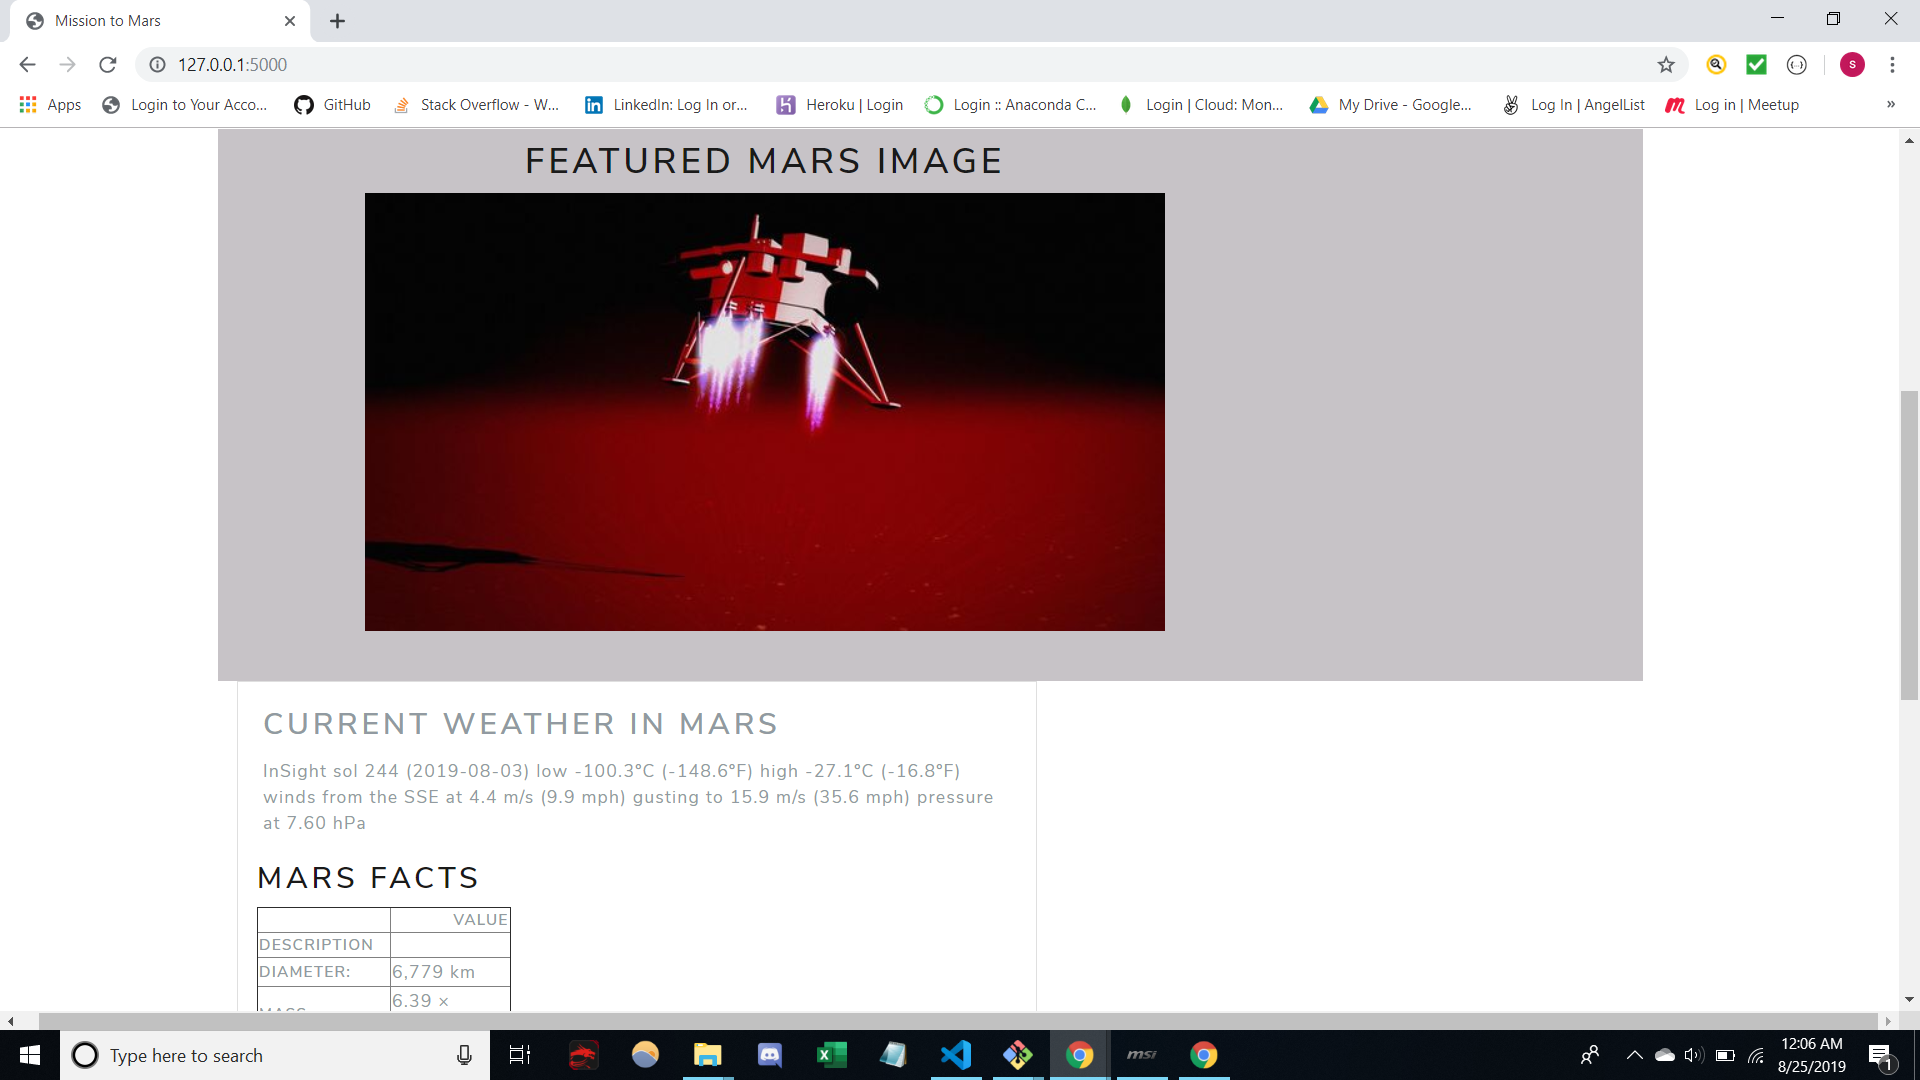 Mission to Mars
127.0.0.1:5000
S
Apps
Login to Your Acco...
GitHub
Stack Overflow - W...
LinkedIn: Log In or...
Heroku | Login
Login :: Anaconda C...
Login | Cloud: Mon...
My Drive - Google...
Log In | AngelList
Log in | Meetup
»
FEATURED MARS IMAGE
CURRENT WEATHER IN MARS
InSight sol 244 (2019-08-03) low -100.3ºC (-148.6ºF) high -27.1ºC (-16.8ºF)
winds from the SSE at 4.4 m/s (9.9 mph) gusting to 15.9 m/s (35.6 mph) pressure
at 7.60 hPa
MARS FACTS
VALUE
DESCRIPTION
DIAMETER: 6,779 km
6.39 ×
Type here to search
msi
12:06 AM
8/25/2019
1